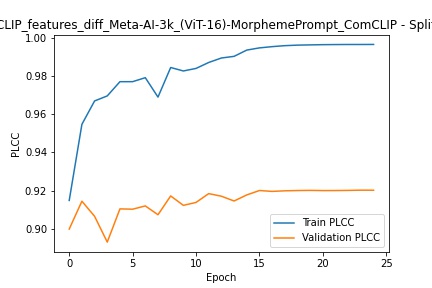 CLIP_features_diff_Meta-AI-3k_(ViT-16)-MorphemePrompt_ComCLIP - Split
1.00
0.98
0.96
0.94
0.92
0.90
PLCC
Train PLCC
Validation PLCC
0 5 10 15 20 25
Epoch